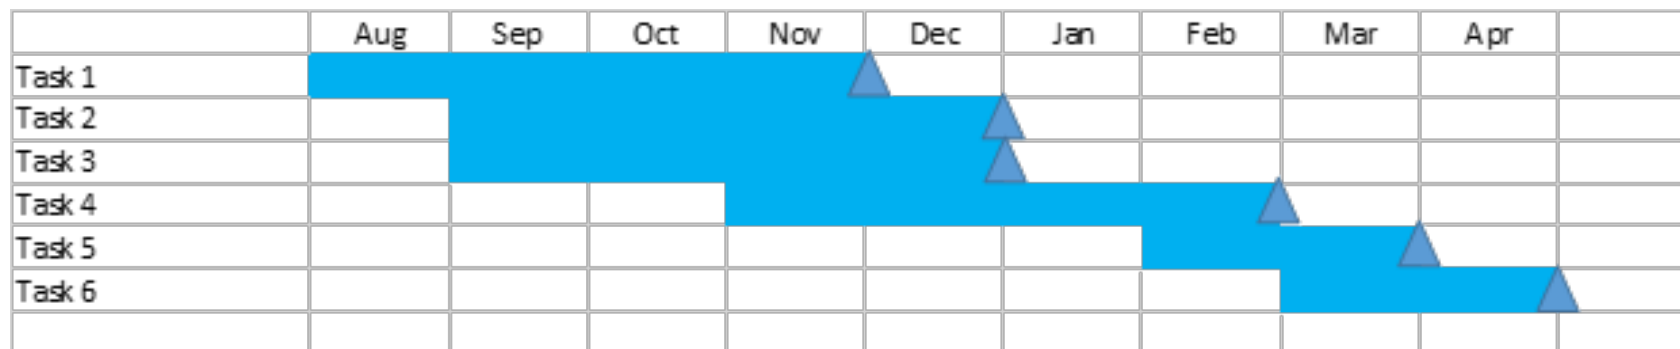 Aug Sep Oct Nov Dec Jan Feb Mar Apr
Task 1
Task 2
Task 3
Task 4
Task 5
Task 6